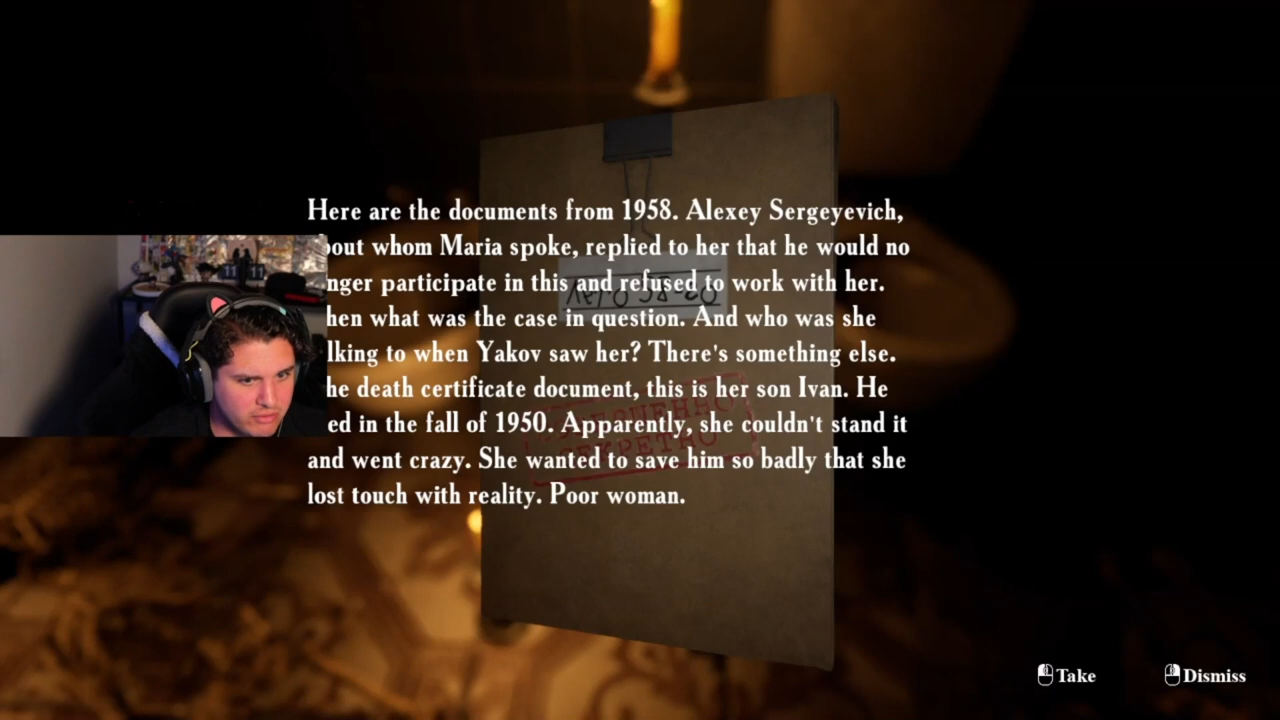 Here are the documents from 1958. Alexey Sergeyevich,
bout whom Maria spoke, replied to her that he would no
nger participate in this and refused to work with her.
hen what was the case in question. And who was she
lking to when Yakov saw her? There's something else.
he death certificate document, this is her son Ivan. He
ed in the fall of 1950. Apparently, she couldn't stand it
and went crazy. She wanted to save him so badly that she
lost touch with reality. Poor woman.
11 11
Take
Dismiss